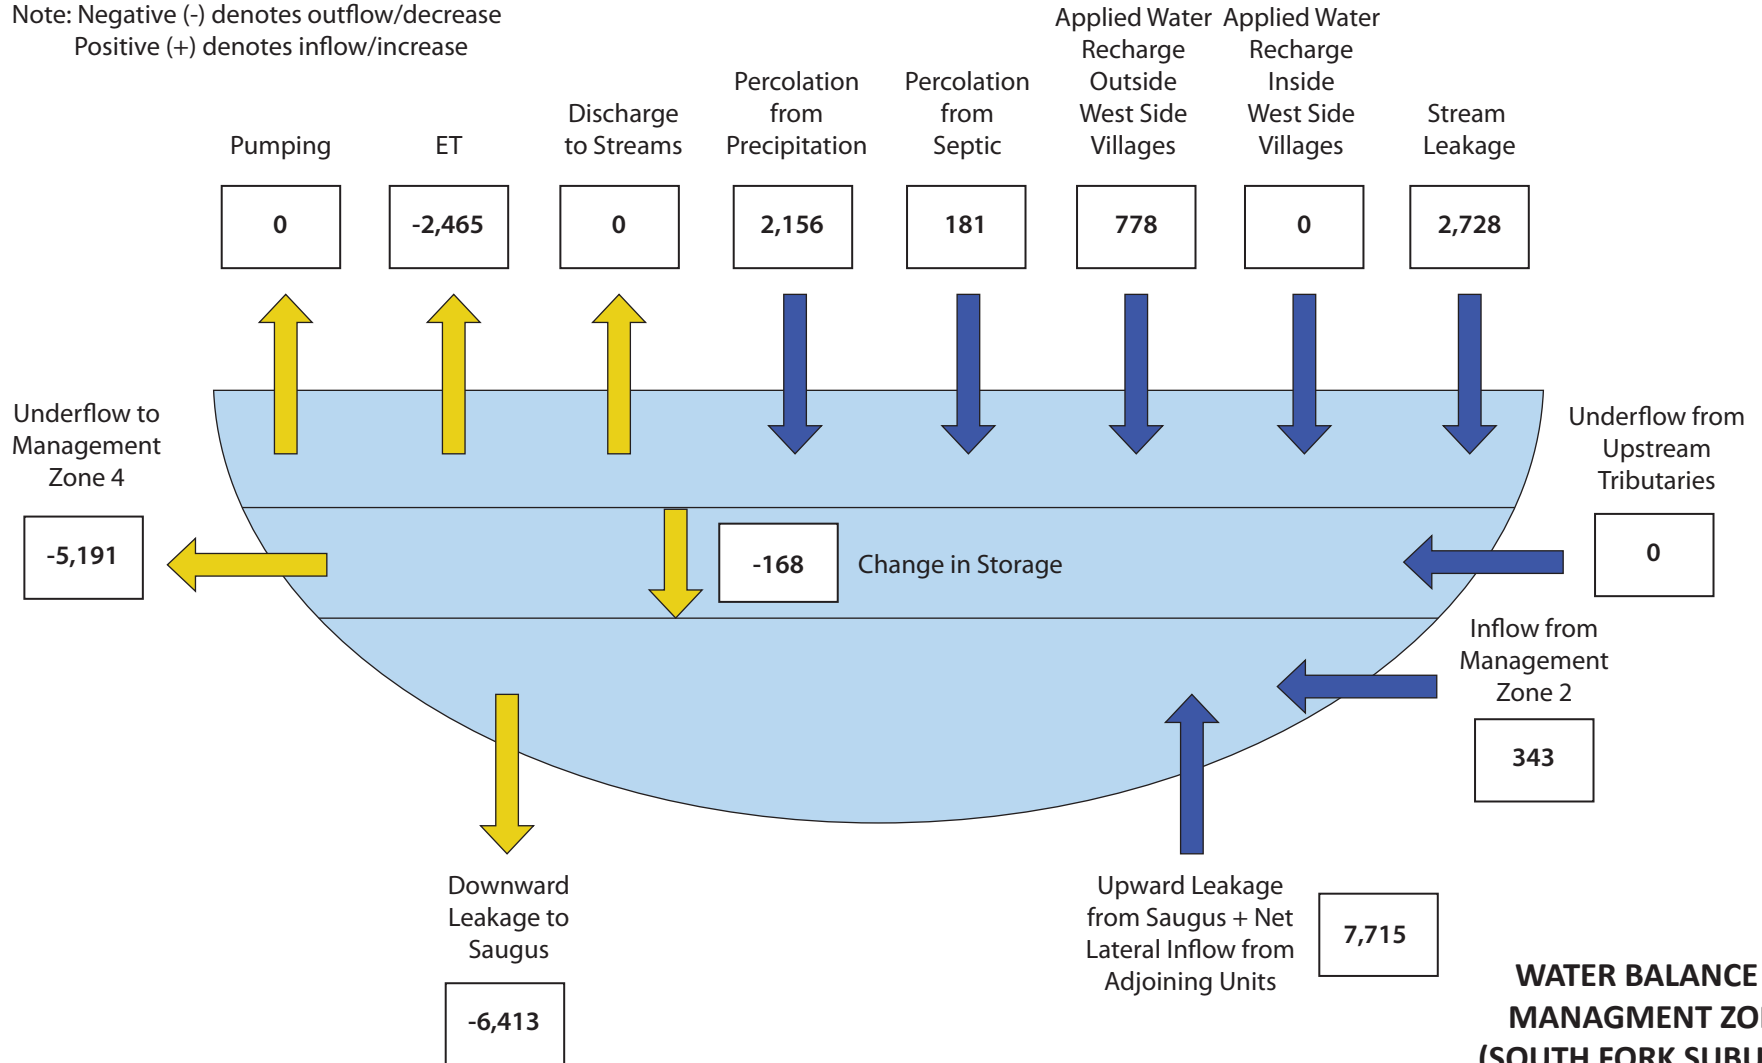 Note: Negative (-) denotes outflow/decrease
Positive (+) denotes inflow/increase
Pumping
0
ET
-2,465
Discharge
to Streams
0
Percolation
from
Precipitation
2,156
Percolation
from
Septic
181
Applied Water
Recharge
Outside
West Side
Villages
778
Applied Water
Recharge
Inside
West Side
Villages
0
Stream
Leakage
2,728
Underflow to
Management
Zone 4
-5,191
-168
Change in Storage
Underflow from
Upstream
Tributaries
0
Inflow from
Management
Zone 2
343
Downward
Leakage to
Saugus
-6,413
Upward Leakage
from Saugus + Net
Lateral Inflow from
Adjoining Units
7,715
WATER BALANCE
MANAGMENT
(SOUTH FORK